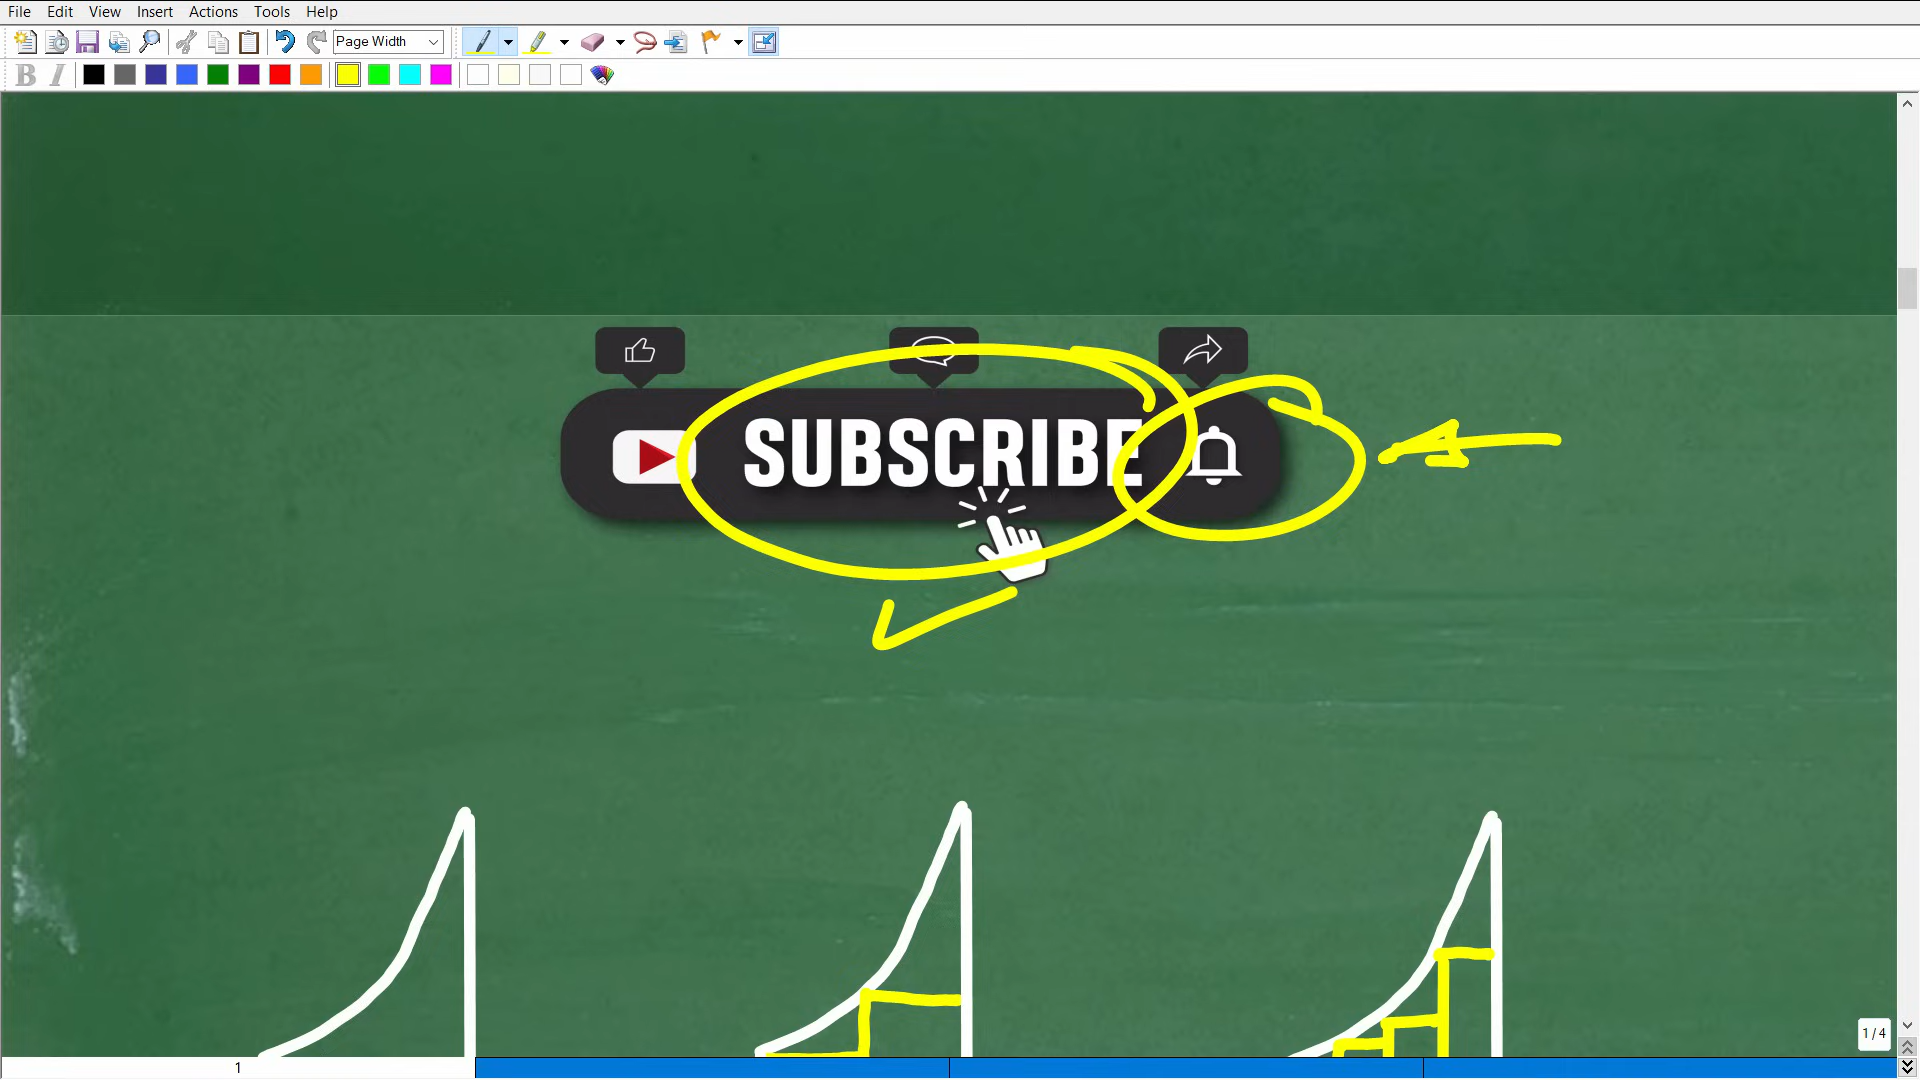 File Edit View Insert Actions Tools Help
Page Width
B I
SUBSCRIBE
1 / 4
1